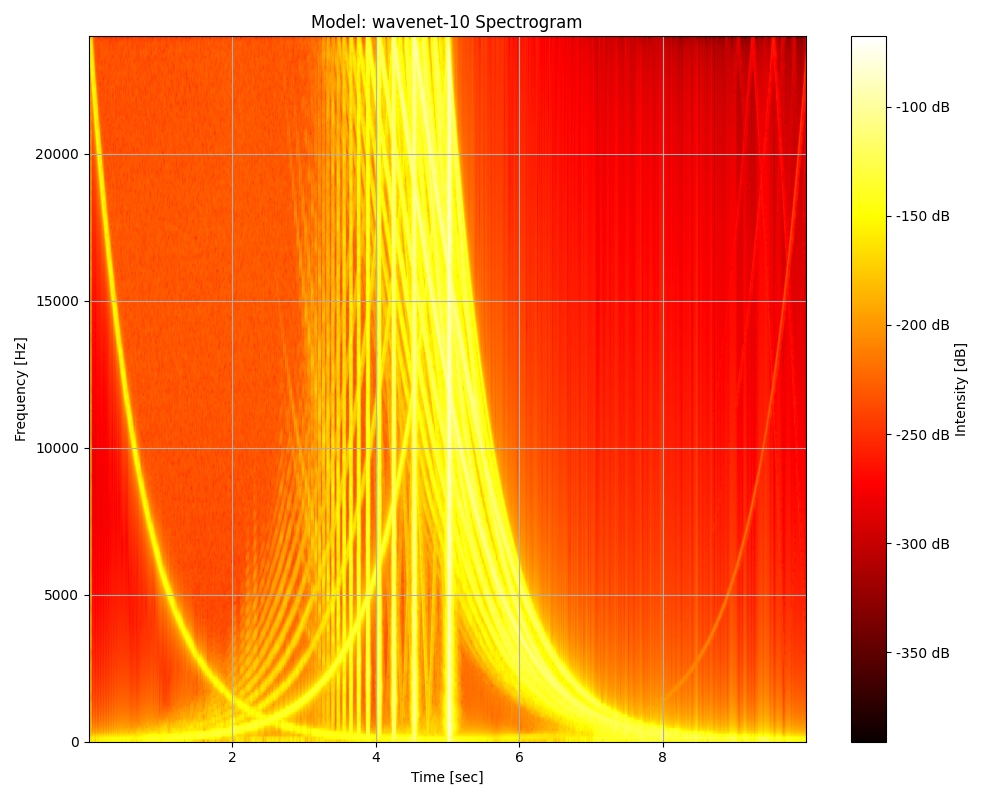 Model: wavenet-10 Spectrogram
Frequency [Hz]
20000
15000
10000
5000
0
2
4
6
8
Time [sec]
-100 dB
-150 dB
-200 dB
-250 dB
-300 dB
-350 dB
Intensity [dB]